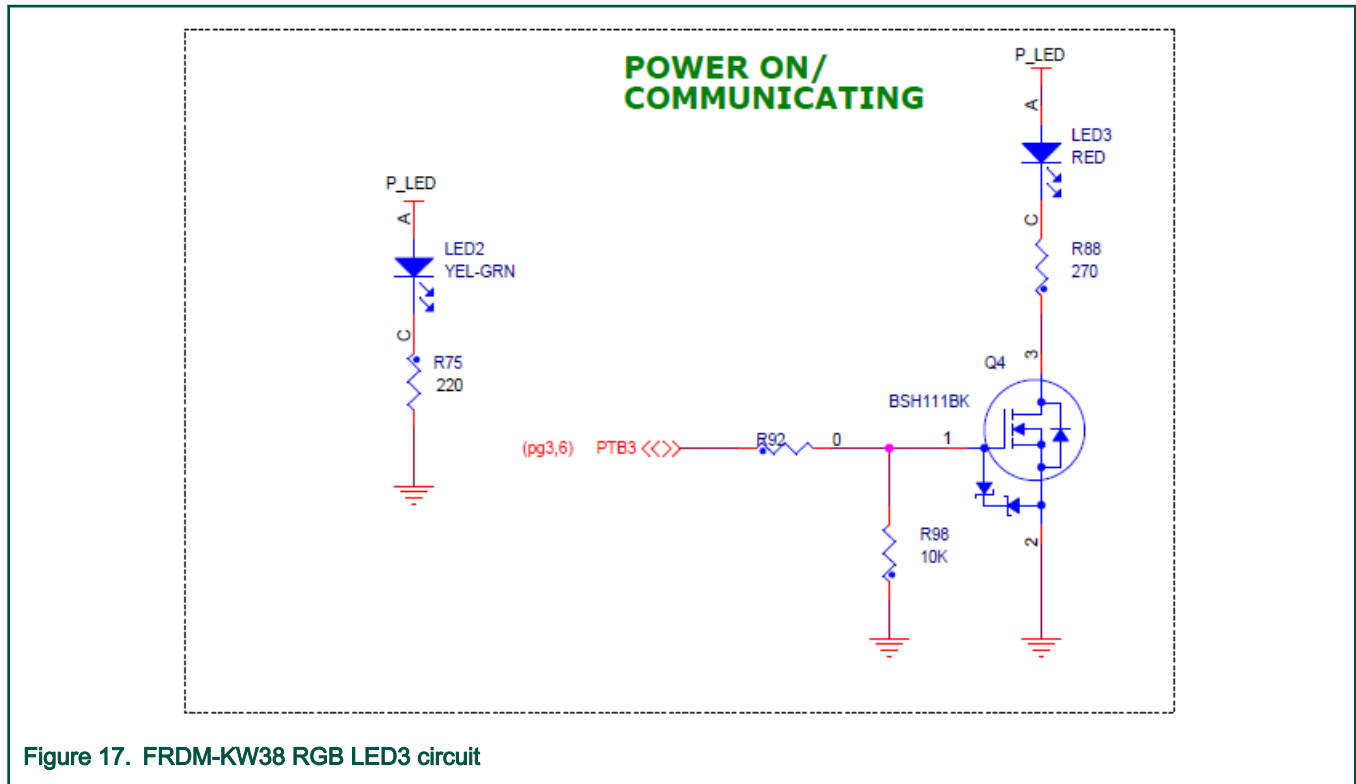 POWER ON/
COMMUNICATING
P_LED
A
LED3
RED
C
R88
270
P_LED
A
LED2
YEL-GRN
C
R75
220
3
Q4
BSH111BK
(pg3,6) PTB3
R92
0
1
R98
10K
2
Figure 17. FRDM-KW38 RGB LED3 circuit